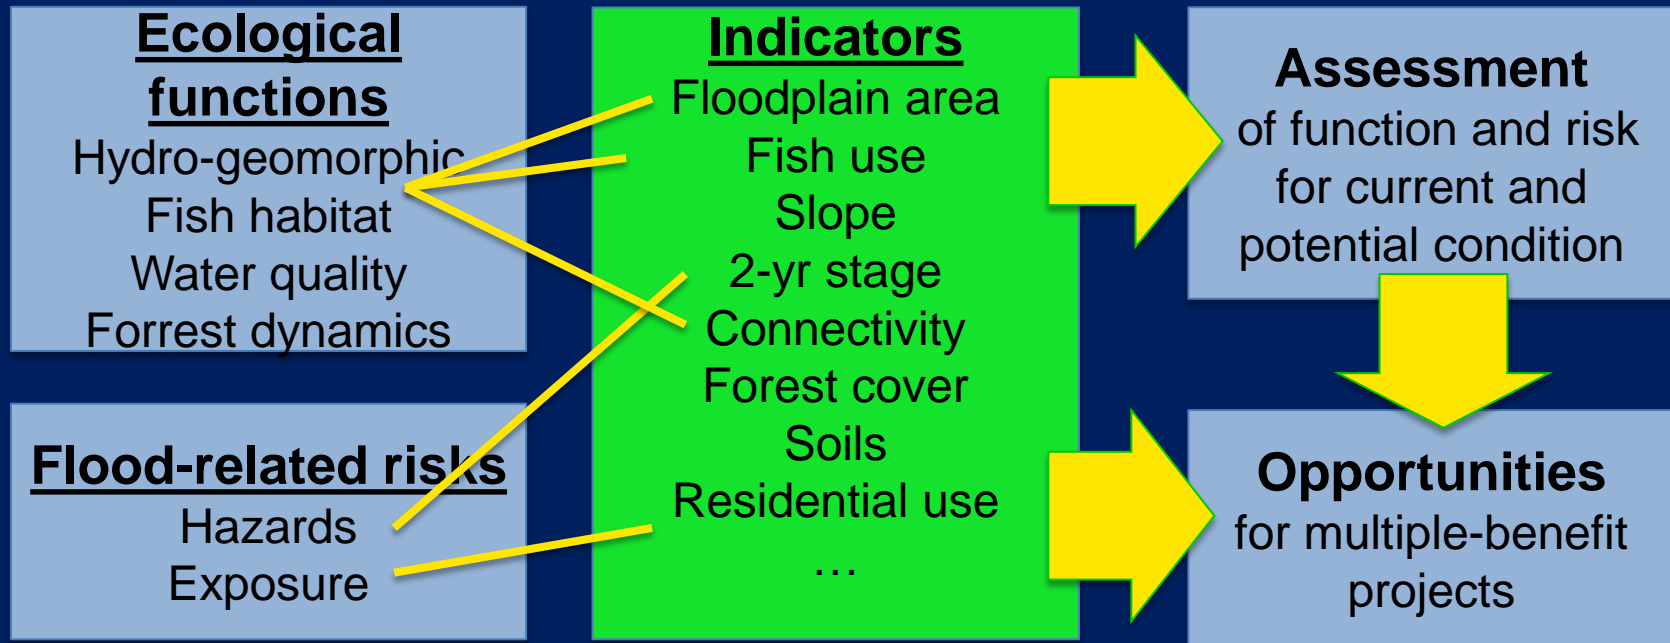 Ecological
functions
Hydro-geomorphic
Fish habitat
Water quality
Forrest dynamics
Flood-related risks
Hazards
Exposure
Indicators
Floodplain area
Fish use
Slope
2-yr stage
Connectivity
Forest cover
Soils
Residential use
…
Assessment
of function and risk
for current and
potential condition
Opportunities
for multiple-benefit
projects